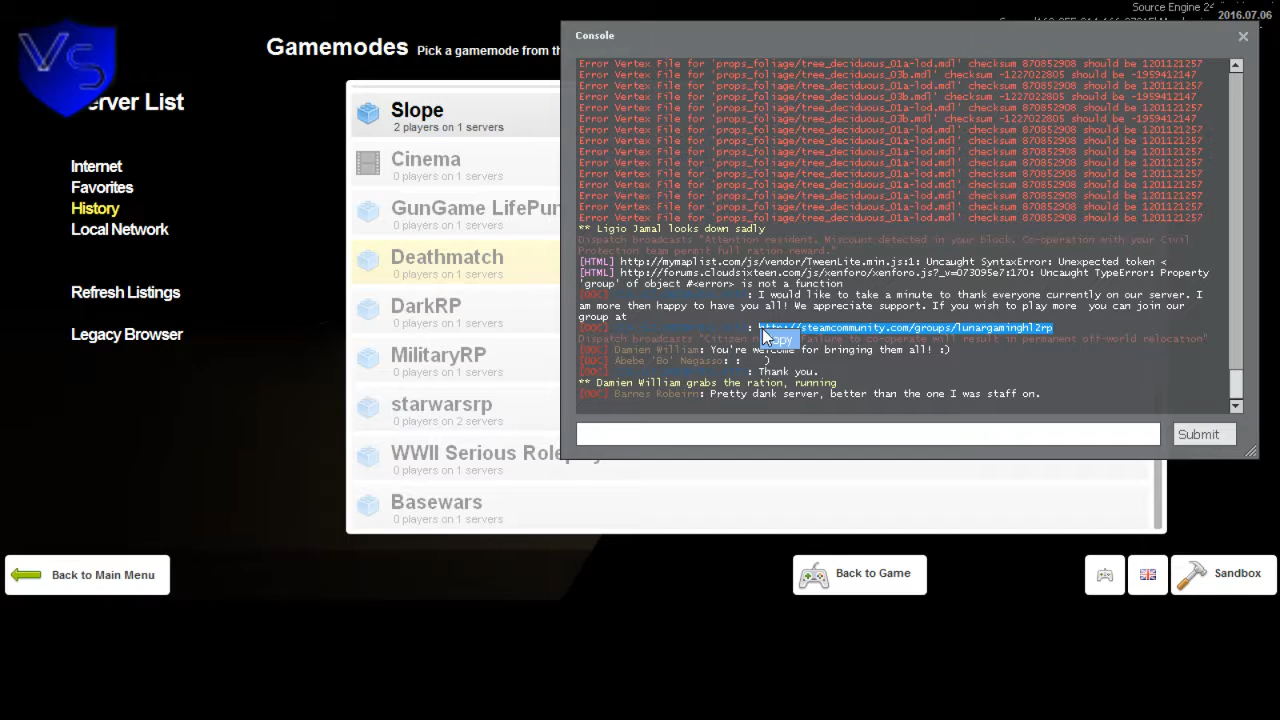 Source Engine 24
2016.07.06
VS
Gamemodes Pick a gamemode from th
Console
Server List
Internet
Favorites
History
Local Network
Refresh Listings
Legacy Browser
Slope
2 players on 1 servers
Cinema
0 players on 1 servers
GunGame LifePun
0 players on 1 servers
Deathmatch
0 players on 1 servers
DarkRP
0 players on 1 servers
MilitaryRP
0 players on 1 servers
starwarsrp
0 players on 2 servers
WWII Serious Roleplay
0 players on 1 servers
Basewars
0 players on 1 servers
Error Vertex File for 'props_foliage/tree_deciduous_01a-lod.mdl' checksum 870852908 should be 1201121257
Error Vertex File for 'props_foliage/tree_deciduous_03b.mdl' checksum -1227022805 should be -1959412147
Error Vertex File for 'props_foliage/tree_deciduous_01a-lod.mdl' checksum 870852908 should be 1201121257
Error Vertex File for 'props_foliage/tree_deciduous_03b.mdl' checksum -1227022805 should be -1959412147
Error Vertex File for 'props_foliage/tree_deciduous_01a-lod.mdl' checksum 870852908 should be 1201121257
Error Vertex File for 'props_foliage/tree_deciduous_03b.mdl' checksum -1227022805 should be -1959412147
Error Vertex File for 'props_foliage/tree_deciduous_01a-lod.mdl' checksum 870852908 should be 1201121257
Error Vertex File for 'props_foliage/tree_deciduous_01a-lod.mdl' checksum 870852908 should be 1201121257
Error Vertex File for 'props_foliage/tree_deciduous_01a-lod.mdl' checksum 870852908 should be 1201121257
Error Vertex File for 'props_foliage/tree_deciduous_01a-lod.mdl' checksum 870852908 should be 1201121257
Error Vertex File for 'props_foliage/tree_deciduous_01a-lod.mdl' checksum 870852908 should be 1201121257
Error Vertex File for 'props_foliage/tree_deciduous_01a-lod.mdl' checksum 870852908 should be 1201121257
Error Vertex File for 'props_foliage/tree_deciduous_01a-lod.mdl' checksum 870852908 should be 1201121257
Error Vertex File for 'props_foliage/tree_deciduous_01a-lod.mdl' checksum 870852908 should be 1201121257
Error Vertex File for 'props_foliage/tree_deciduous_01a-lod.mdl' checksum 870852908 should be 1201121257
** Ligio Jamal looks down sadly
Dispatch broadcasts "Attention resident. Miscount detected in your block. Co-operation with your Civil
Protection team permit full ration reward."
[HTML] http://mymaplist.com/js/vendor/TweenLite.min.js:1: Uncaught SyntaxError: Unexpected token <
[HTML] http://forums.cloudsixteen.com/js/xenforo/xenforo.js?_v=073095e7:170: Uncaught TypeError: Property
'group' of object #<error> is not a function
[OOC] : I would like to take a minute to thank everyone currently on our server. I
am more then happy to have you all! We appreciate support. If you wish to play more you can join our
group at
[OOC] : http://steamcommunity.com/groups/lunargaminghl2rp
Copy
Dispatch broadcasts "Citizen failure to co-operate will result in permanent off-world relocation"
[OOC] Damien William: You're welcome for bringing them all! :)
[OOC] Abebe 'Bo' Negasso: : )
[OOC] : Thank you.
** Damien William grabs the ration, running
[OOC] Barnes Robeirn: Pretty dank server, better than the one I was staff on.
Submit
Back to Main Menu
Back to Game
Sandbox